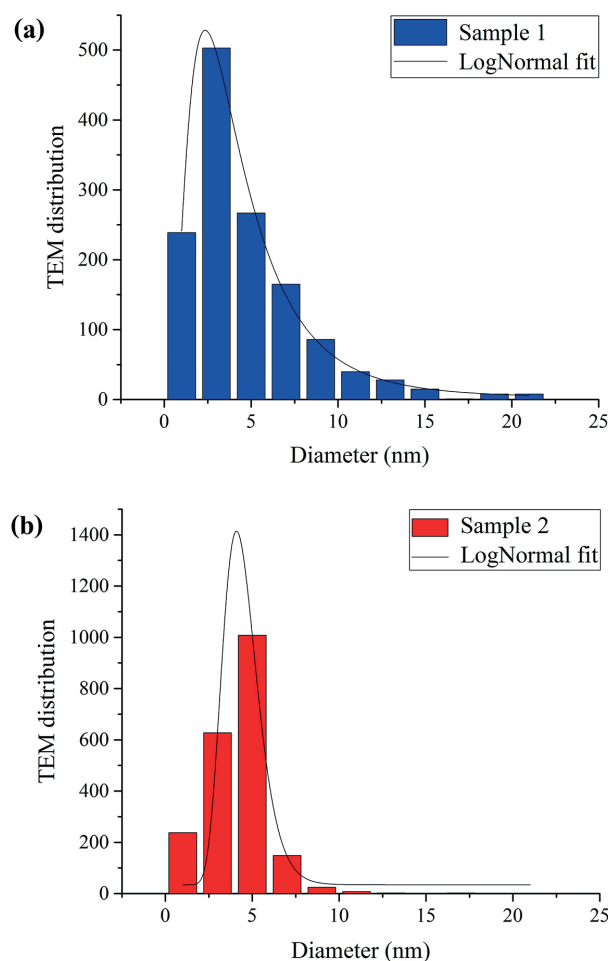 (a)
Sample 1
LogNormal fit
TEM distribution
500
400
300
200
100
0
0 5 10 15 20 25
Diameter (nm)
(b)
Sample 2
LogNormal fit
TEM distribution
1400
1200
1000
800
600
400
200
0
0 5 10 15 20 25
Diameter (nm)